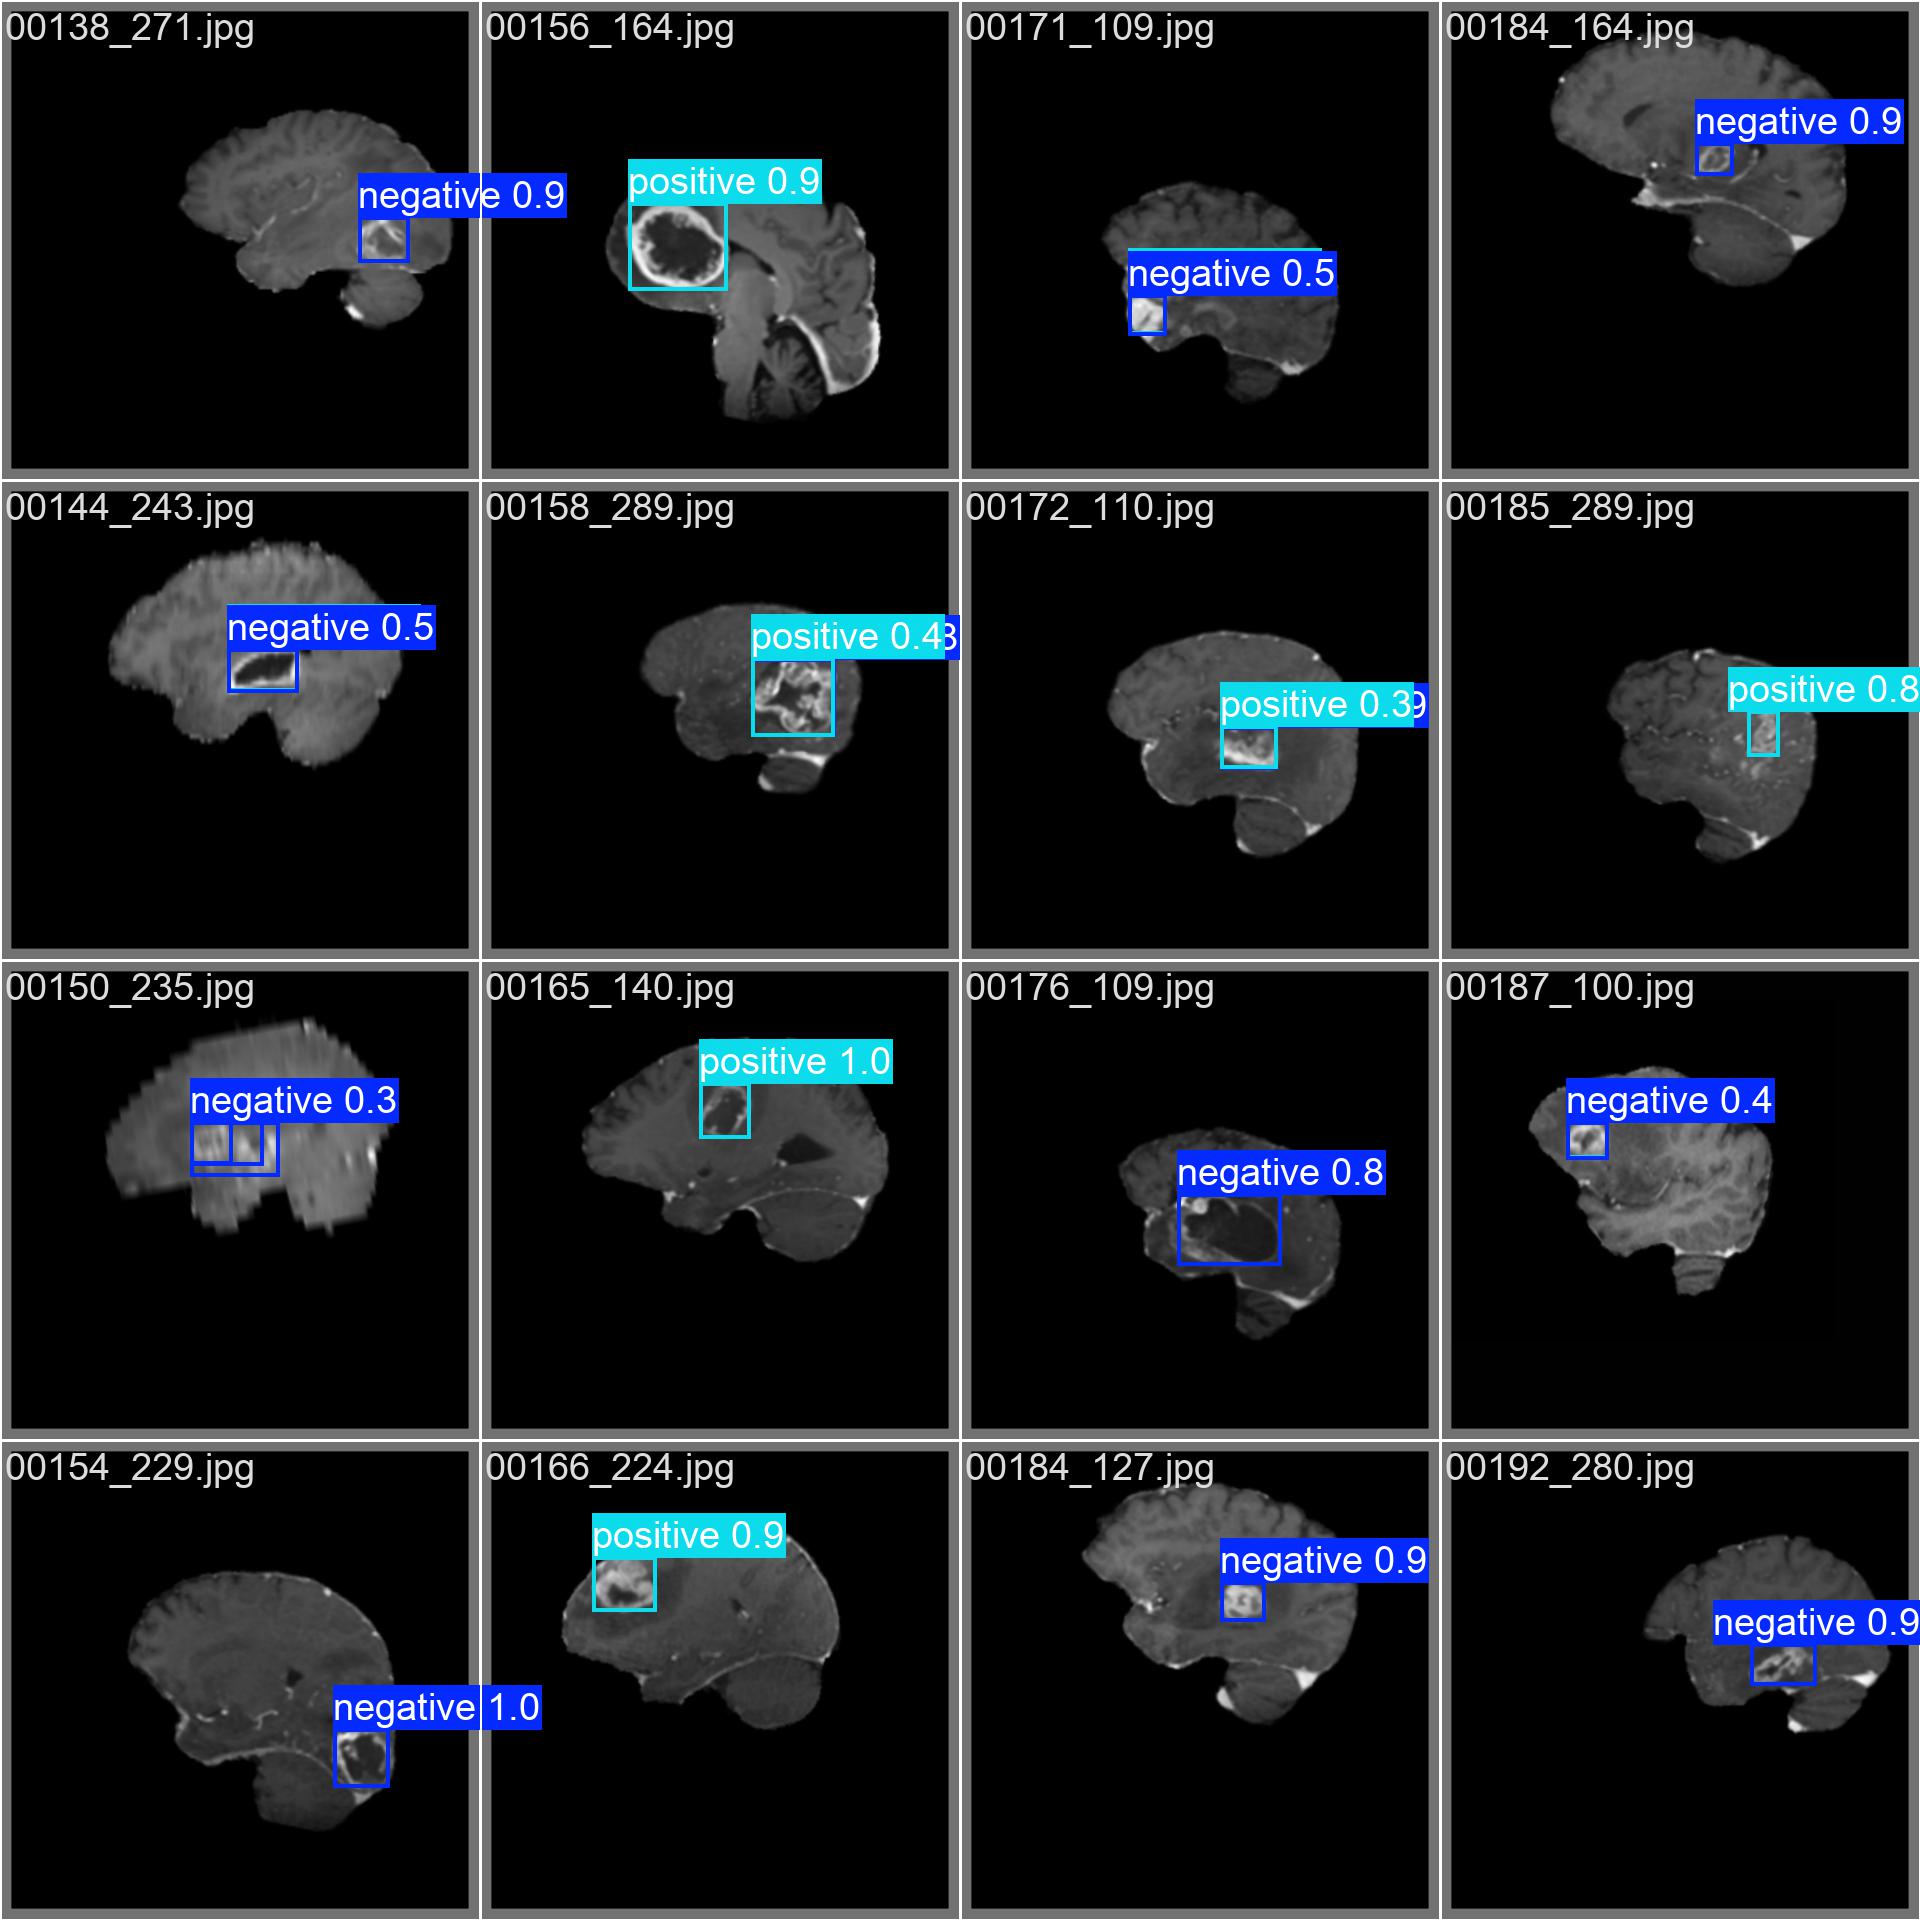 00138_271.jpg
negative 0.9
00156_164.jpg
positive 0.9
00171_109.jpg
negative 0.5
00184_164.jpg
negative 0.9
00144_243.jpg
negative 0.5
00158_289.jpg
positive 0.4
00172_110.jpg
positive 0.3
00185_289.jpg
positive 0.8
00150_235.jpg
negative 0.3
00165_140.jpg
positive 1.0
00176_109.jpg
negative 0.8
00187_100.jpg
negative 0.4
00154_229.jpg
negative 1.0
00166_224.jpg
positive 0.9
00184_127.jpg
negative 0.9
00192_280.jpg
negative 0.9